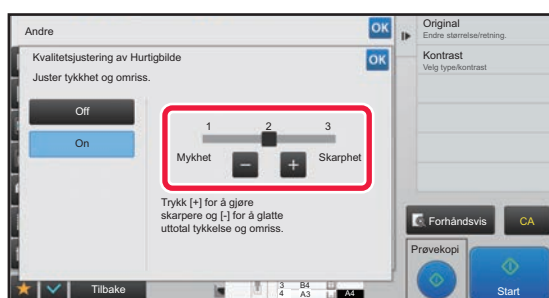 Andre
OK
Kvalitetsjustering av Hurtigbilde
OK
Juster tykkhet og omriss.
Off
On
1 2 3
Mykhet
Skarphet
Trykk [+] for å gjøre
skarpere og [-] for å glatte
uttotal tykkelse og omriss.
Tilbake
3 B4
4 A3
A4
Original
Endre størrelse/retning.
Kontrast
Velg type/kontrast
Forhåndsvis
CA
Prøvekopi
Start